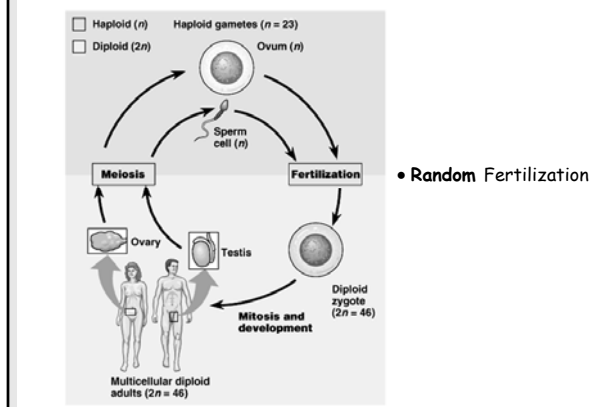 Haploid (n)
Haploid gametes (n = 23)
Diploid (2n)
Ovum (n)
Sperm
cell (n)
Meiosis
Fertilization
• Random Fertilization
Ovary
Testis
Diploid
zygote
(2n = 46)
Mitosis and
development
Multicellular diploid
adults (2n = 46)